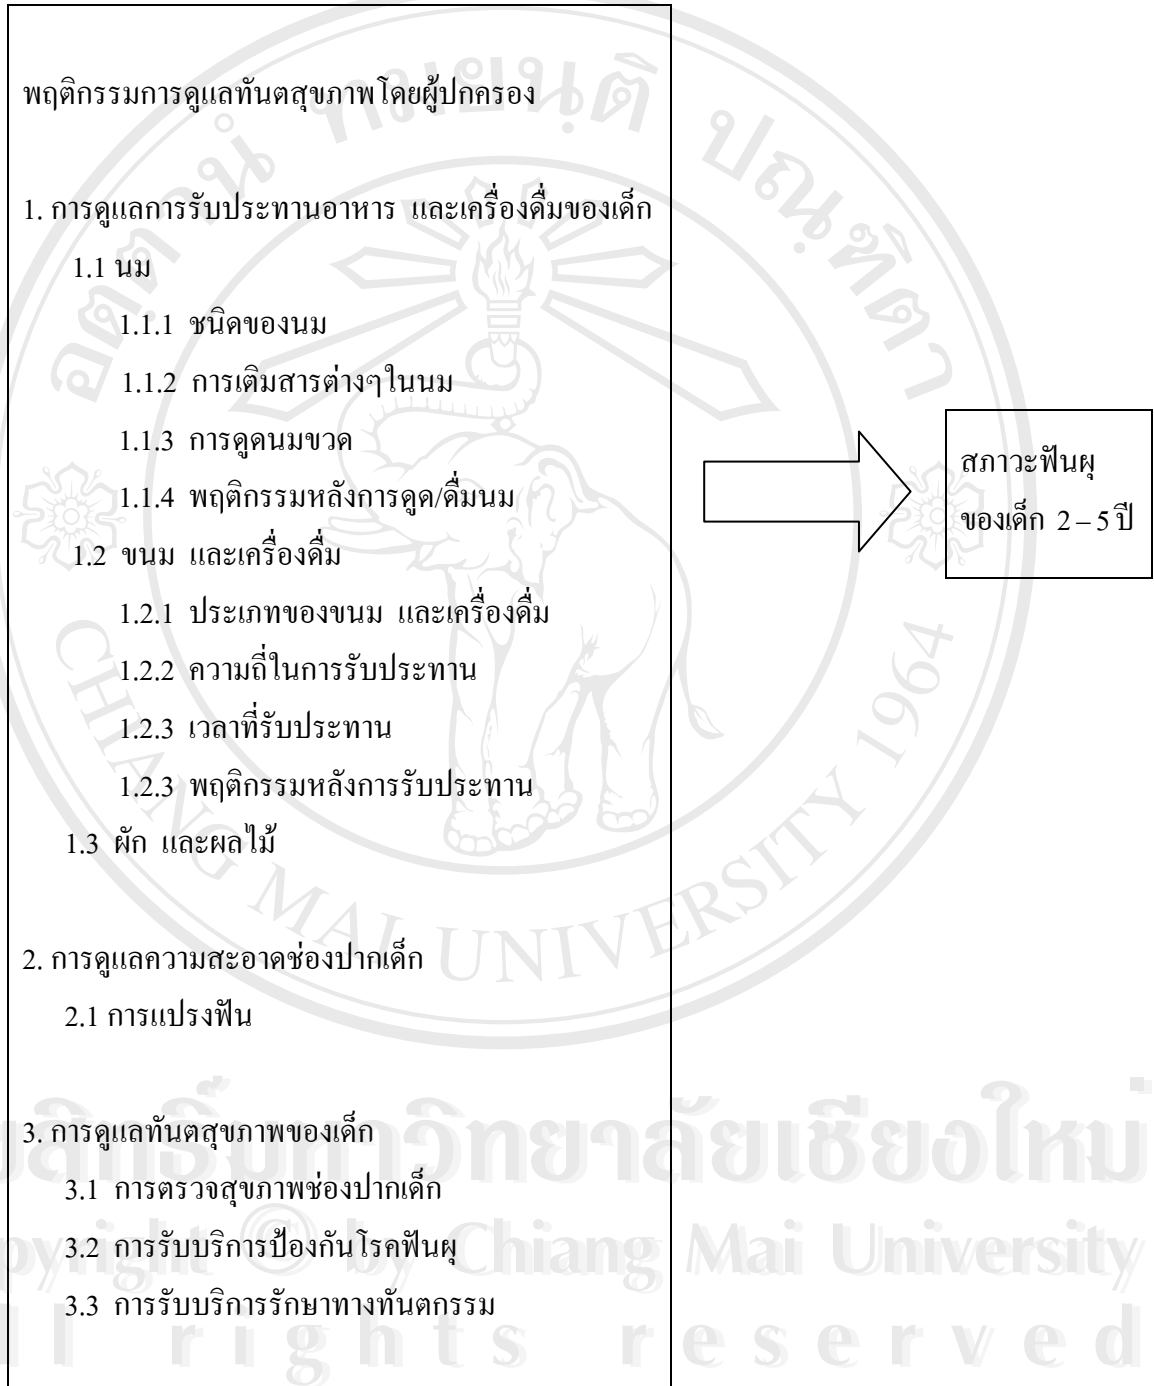 พฤติกรรมการดูแลทันตสุขภาพโดยผู้ปกครอง
1. การดูแลการรับประทานอาหาร และเครื่องดื่มของเด็ก
1.1 นม
1.1.1 ชนิดของนม
1.1.2 การเติมสารต่างๆในนม
1.1.3 การดูดนมขวด
1.1.4 พฤติกรรมหลังการดูด/ดื่มนม
1.2 ขนม และเครื่องดื่ม
1.2.1 ประเภทของขนม และเครื่องดื่ม
1.2.2 ความถี่ในการรับประทาน
1.2.3 เวลาที่รับประทาน
1.2.3 พฤติกรรมหลังการรับประทาน
1.3 ผัก และผลไม้
2. การดูแลความสะอาดช่องปากเด็ก
2.1 การแปรงฟัน
3. การดูแลทันตสุขภาพของเด็ก
3.1 การตรวจสุขภาพช่องปากเด็ก
3.2 การรับบริการป้องกันโรคฟันผุ
3.3 การรับบริการรักษาทางทันตกรรม
สภาวะฟันผุ
ของเด็ก 2 – 5 ปี
อตฺตานํ ทมยนฺติ ปณฺฑิตา
CHIANG MAI UNIVERSITY 1964
มหาวิทยาลัยเชียงใหม่
by Chiang Mai University
rights reserved